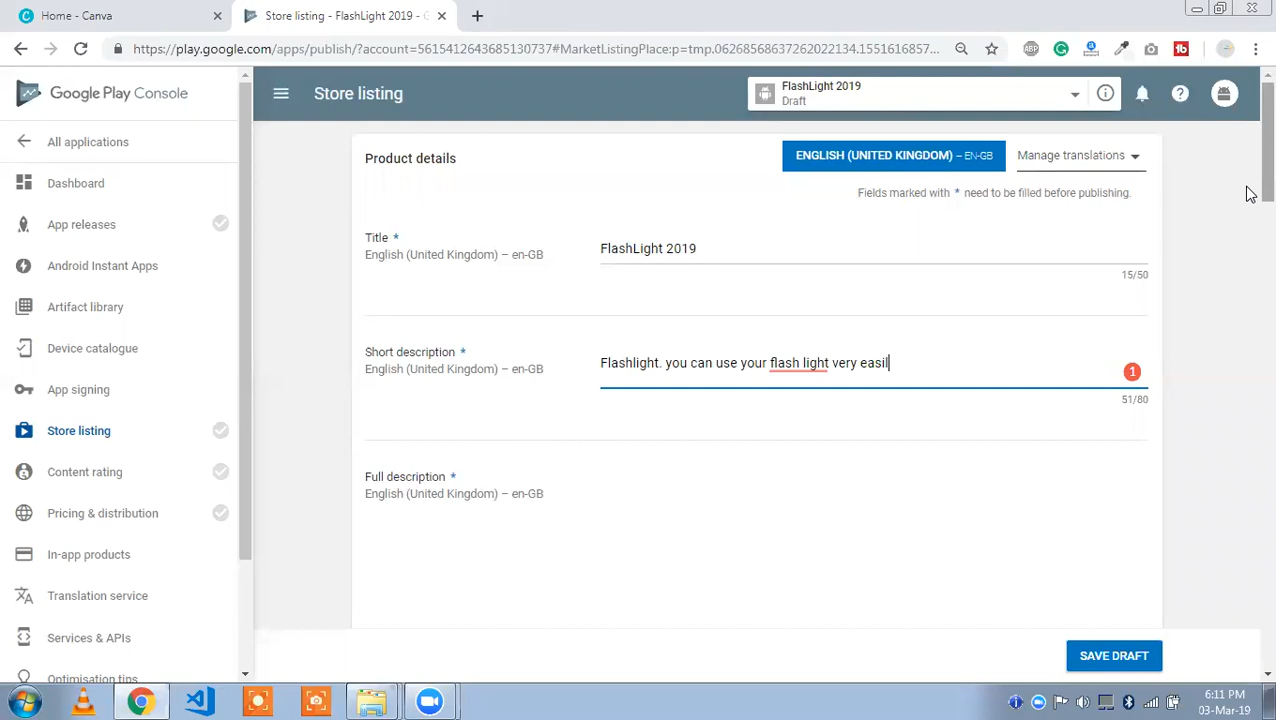 Home - Canva
Store listing - FlashLight 2019 - G
https://play.google.com/apps/publish/?account=5615412643685130737#MarketListingPlace:p=tmp.06268568637262022134.1551616857...
ABP
Google Play Console
Store listing
FlashLight 2019
Draft
All applications
Dashboard
App releases
Android Instant Apps
Artifact library
Device catalogue
App signing
Store listing
Content rating
Pricing & distribution
In-app products
Translation service
Services & APIs
Optimisation tips
Product details
ENGLISH (UNITED KINGDOM) – EN-GB
Manage translations
Fields marked with * need to be filled before publishing.
Title *
English (United Kingdom) – en-GB
FlashLight 2019
15/50
Short description *
English (United Kingdom) – en-GB
Flashlight. you can use your flash light very easil
1
51/80
Full description *
English (United Kingdom) – en-GB
SAVE DRAFT
6:11 PM
03-Mar-19